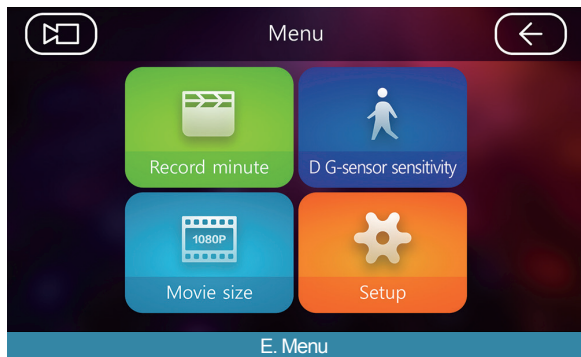 Menu
Record minute
D G-sensor sensitivity
1080P
Movie size
Setup
E. Menu